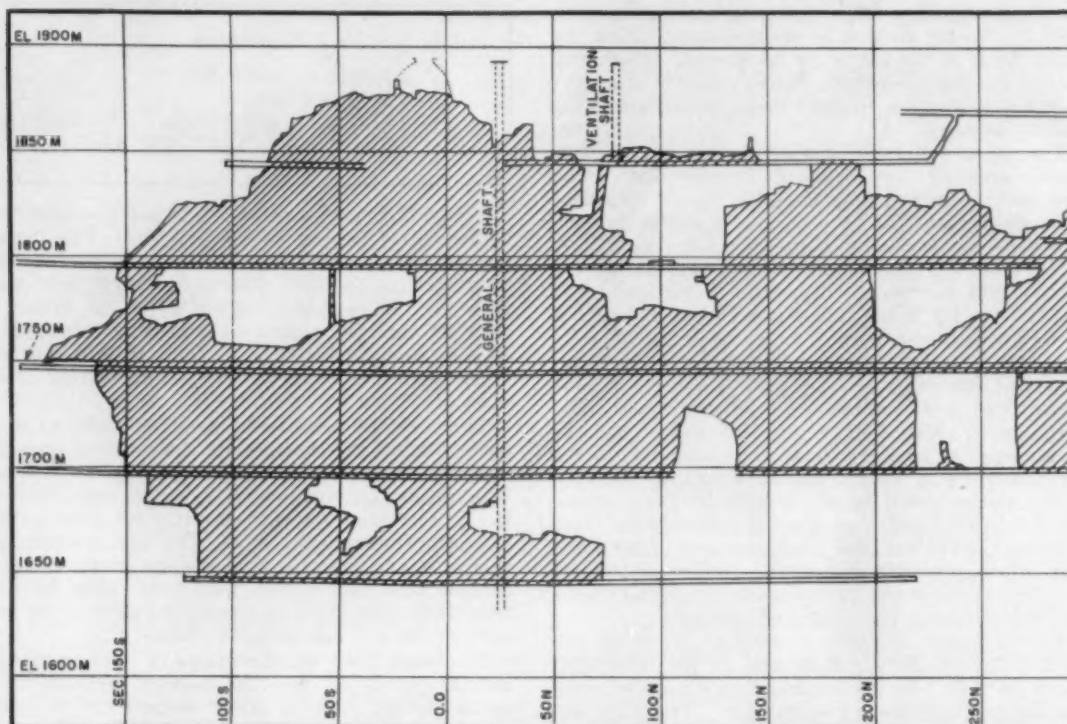 EL 1900 M
VENTILATION
SHAFT
1850 M
GENERAL SHAFT
1800 M
1750 M
1700 M
1650 M
EL 1600 M
SEC 150 S
100 S
50 S
0.0
50 N
100 N
150 N
200 N
250 N